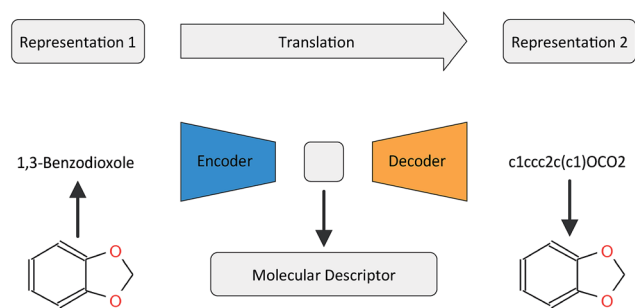 Representation 1
Translation
Representation 2
1,3-Benzodioxole
Encoder
Decoder
c1ccc2c(c1)OCO2
Molecular Descriptor
O
O
O
O